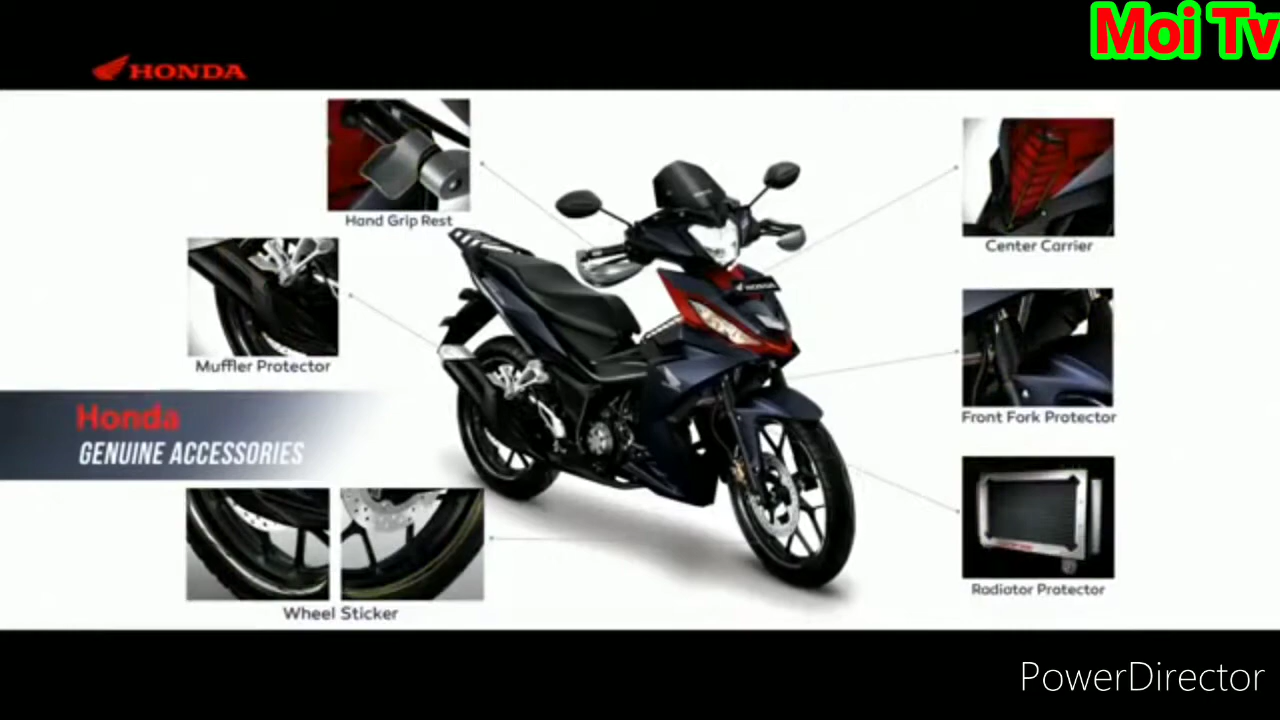 Moi Tv
HONDA
Hand Grip Rest
Center Carrier
HONDA
Muffler Protector
Front Fork Protector
Honda
GENUINE ACCESSORIES
Radiator Protector
Wheel Sticker
PowerDirector